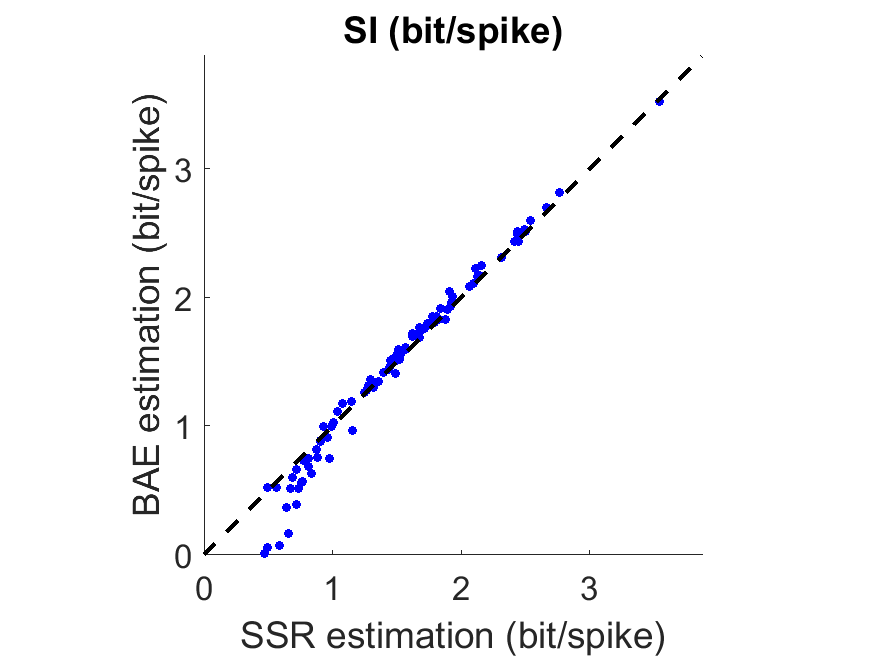 SI (bit/spike)
BAE estimation (bit/spike)
3
2
1
0
0 1 2 3
SSR estimation (bit/spike)